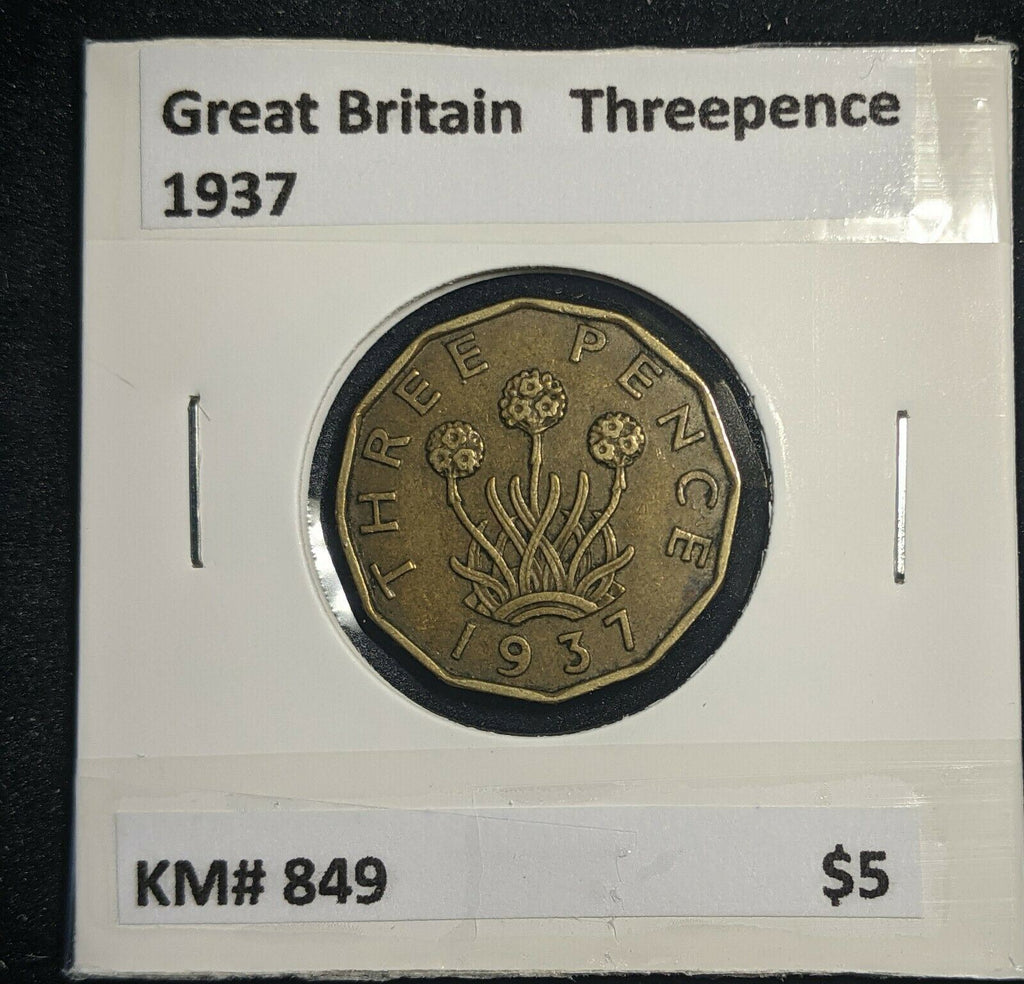 Great Britain Threepence
1937
THREE PENCE
1937
KM# 849 $5